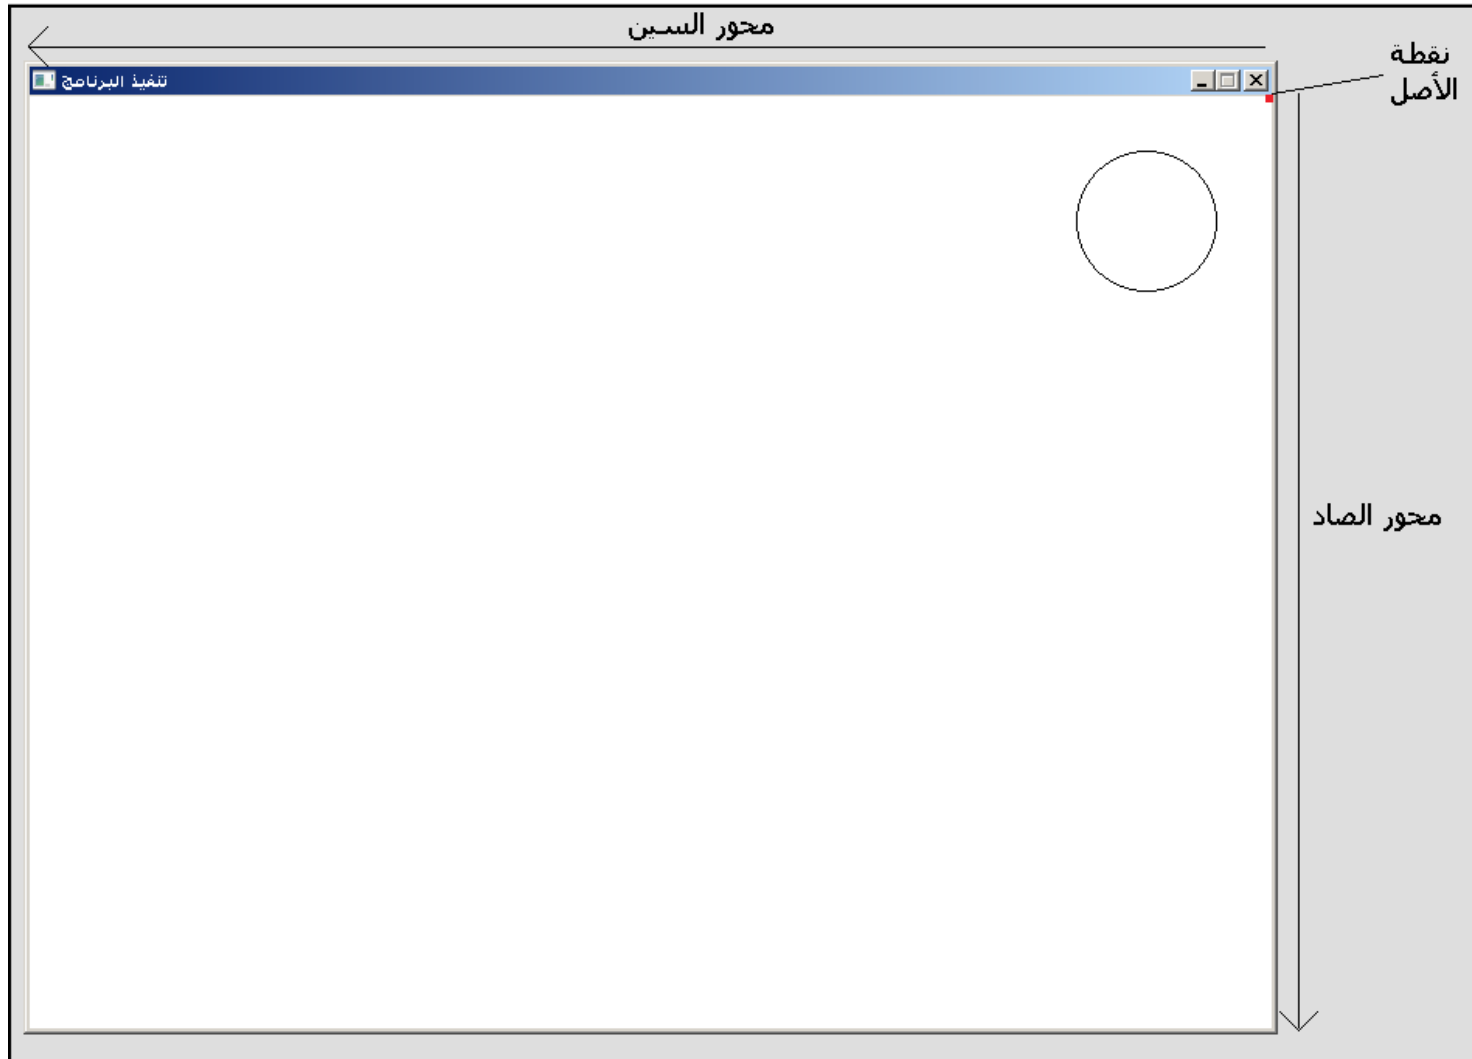 محور السين
نقطة
الأصل
تنفيذ البرنامج
محور الصاد